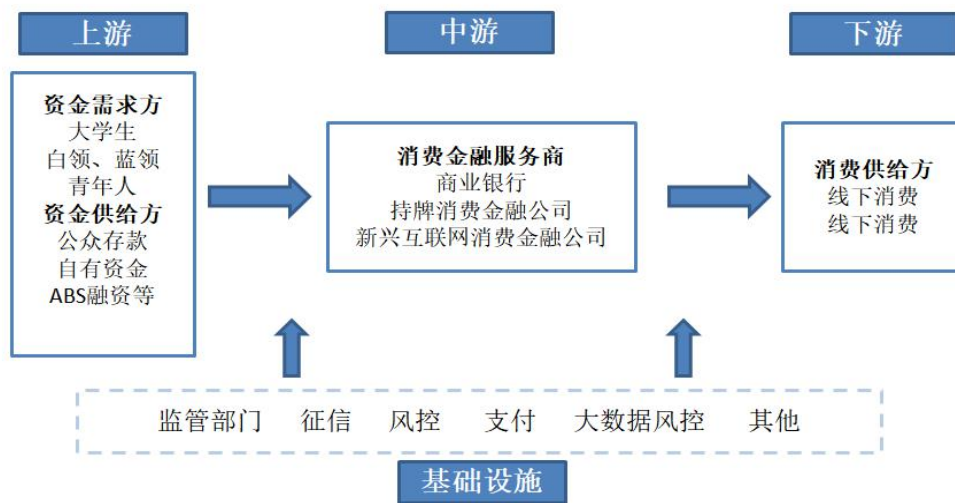 上游
中游
下游
资金需求方
大学生
白领、蓝领
青年人
资金供给方
公众存款
自有资金
ABS融资等
消费金融服务商
商业银行
持牌消费金融公司
新兴互联网消费金融公司
消费供给方
线下消费
线下消费
监管部门 征信 风控 支付 大数据风控 其他
基础设施